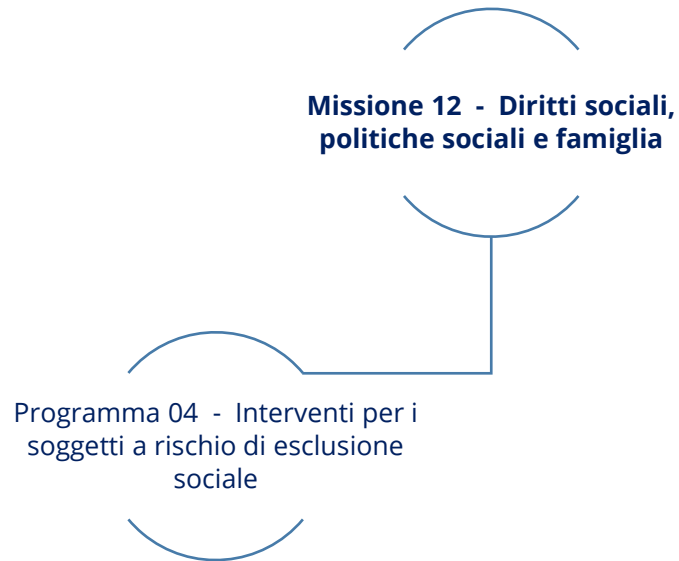 Missione 12 - Diritti sociali,
politiche sociali e famiglia
Programma 04 - Interventi per i
soggetti a rischio di esclusione
sociale